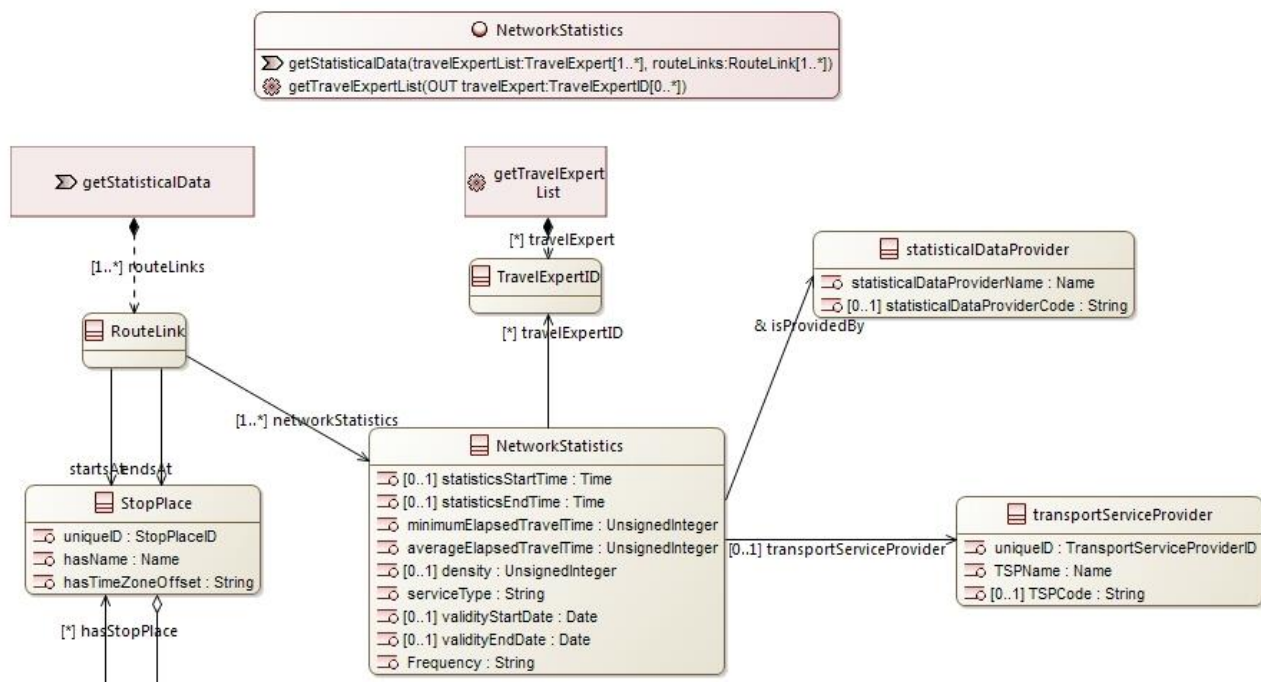 NetworkStatistics
getStatisticalData(travelExpertList:TravelExpert[1..*], routeLinks:RouteLink[1..*])
getTravelExpertList(OUT travelExpert:TravelExpertID[0..*])
getStatisticalData
getTravelExpert
List
[*] travelExpert
[1..*] routeLinks
TravelExpertID
statisticalDataProvider
statisticalDataProviderName : Name
[0..1] statisticalDataProviderCode : String
RouteLink
[*] travelExpertID
& isProvidedBy
[1..*] networkStatistics
startsAt
endsAt
StopPlace
uniqueID : StopPlaceID
hasName : Name
hasTimeZoneOffset : String
[*] hasStopPlace
NetworkStatistics
[0..1] statisticsStartTime : Time
[0..1] statisticsEndTime : Time
minimumElapsedTravelTime : UnsignedInteger
averageElapsedTravelTime : UnsignedInteger
[0..1] density : UnsignedInteger
serviceType : String
[0..1] validityStartDate : Date
[0..1] validityEndDate : Date
Frequency : String
[0..1] transportServiceProvider
transportServiceProvider
uniqueID : TransportServiceProviderID
TSPName : Name
[0..1] TSPCode : String